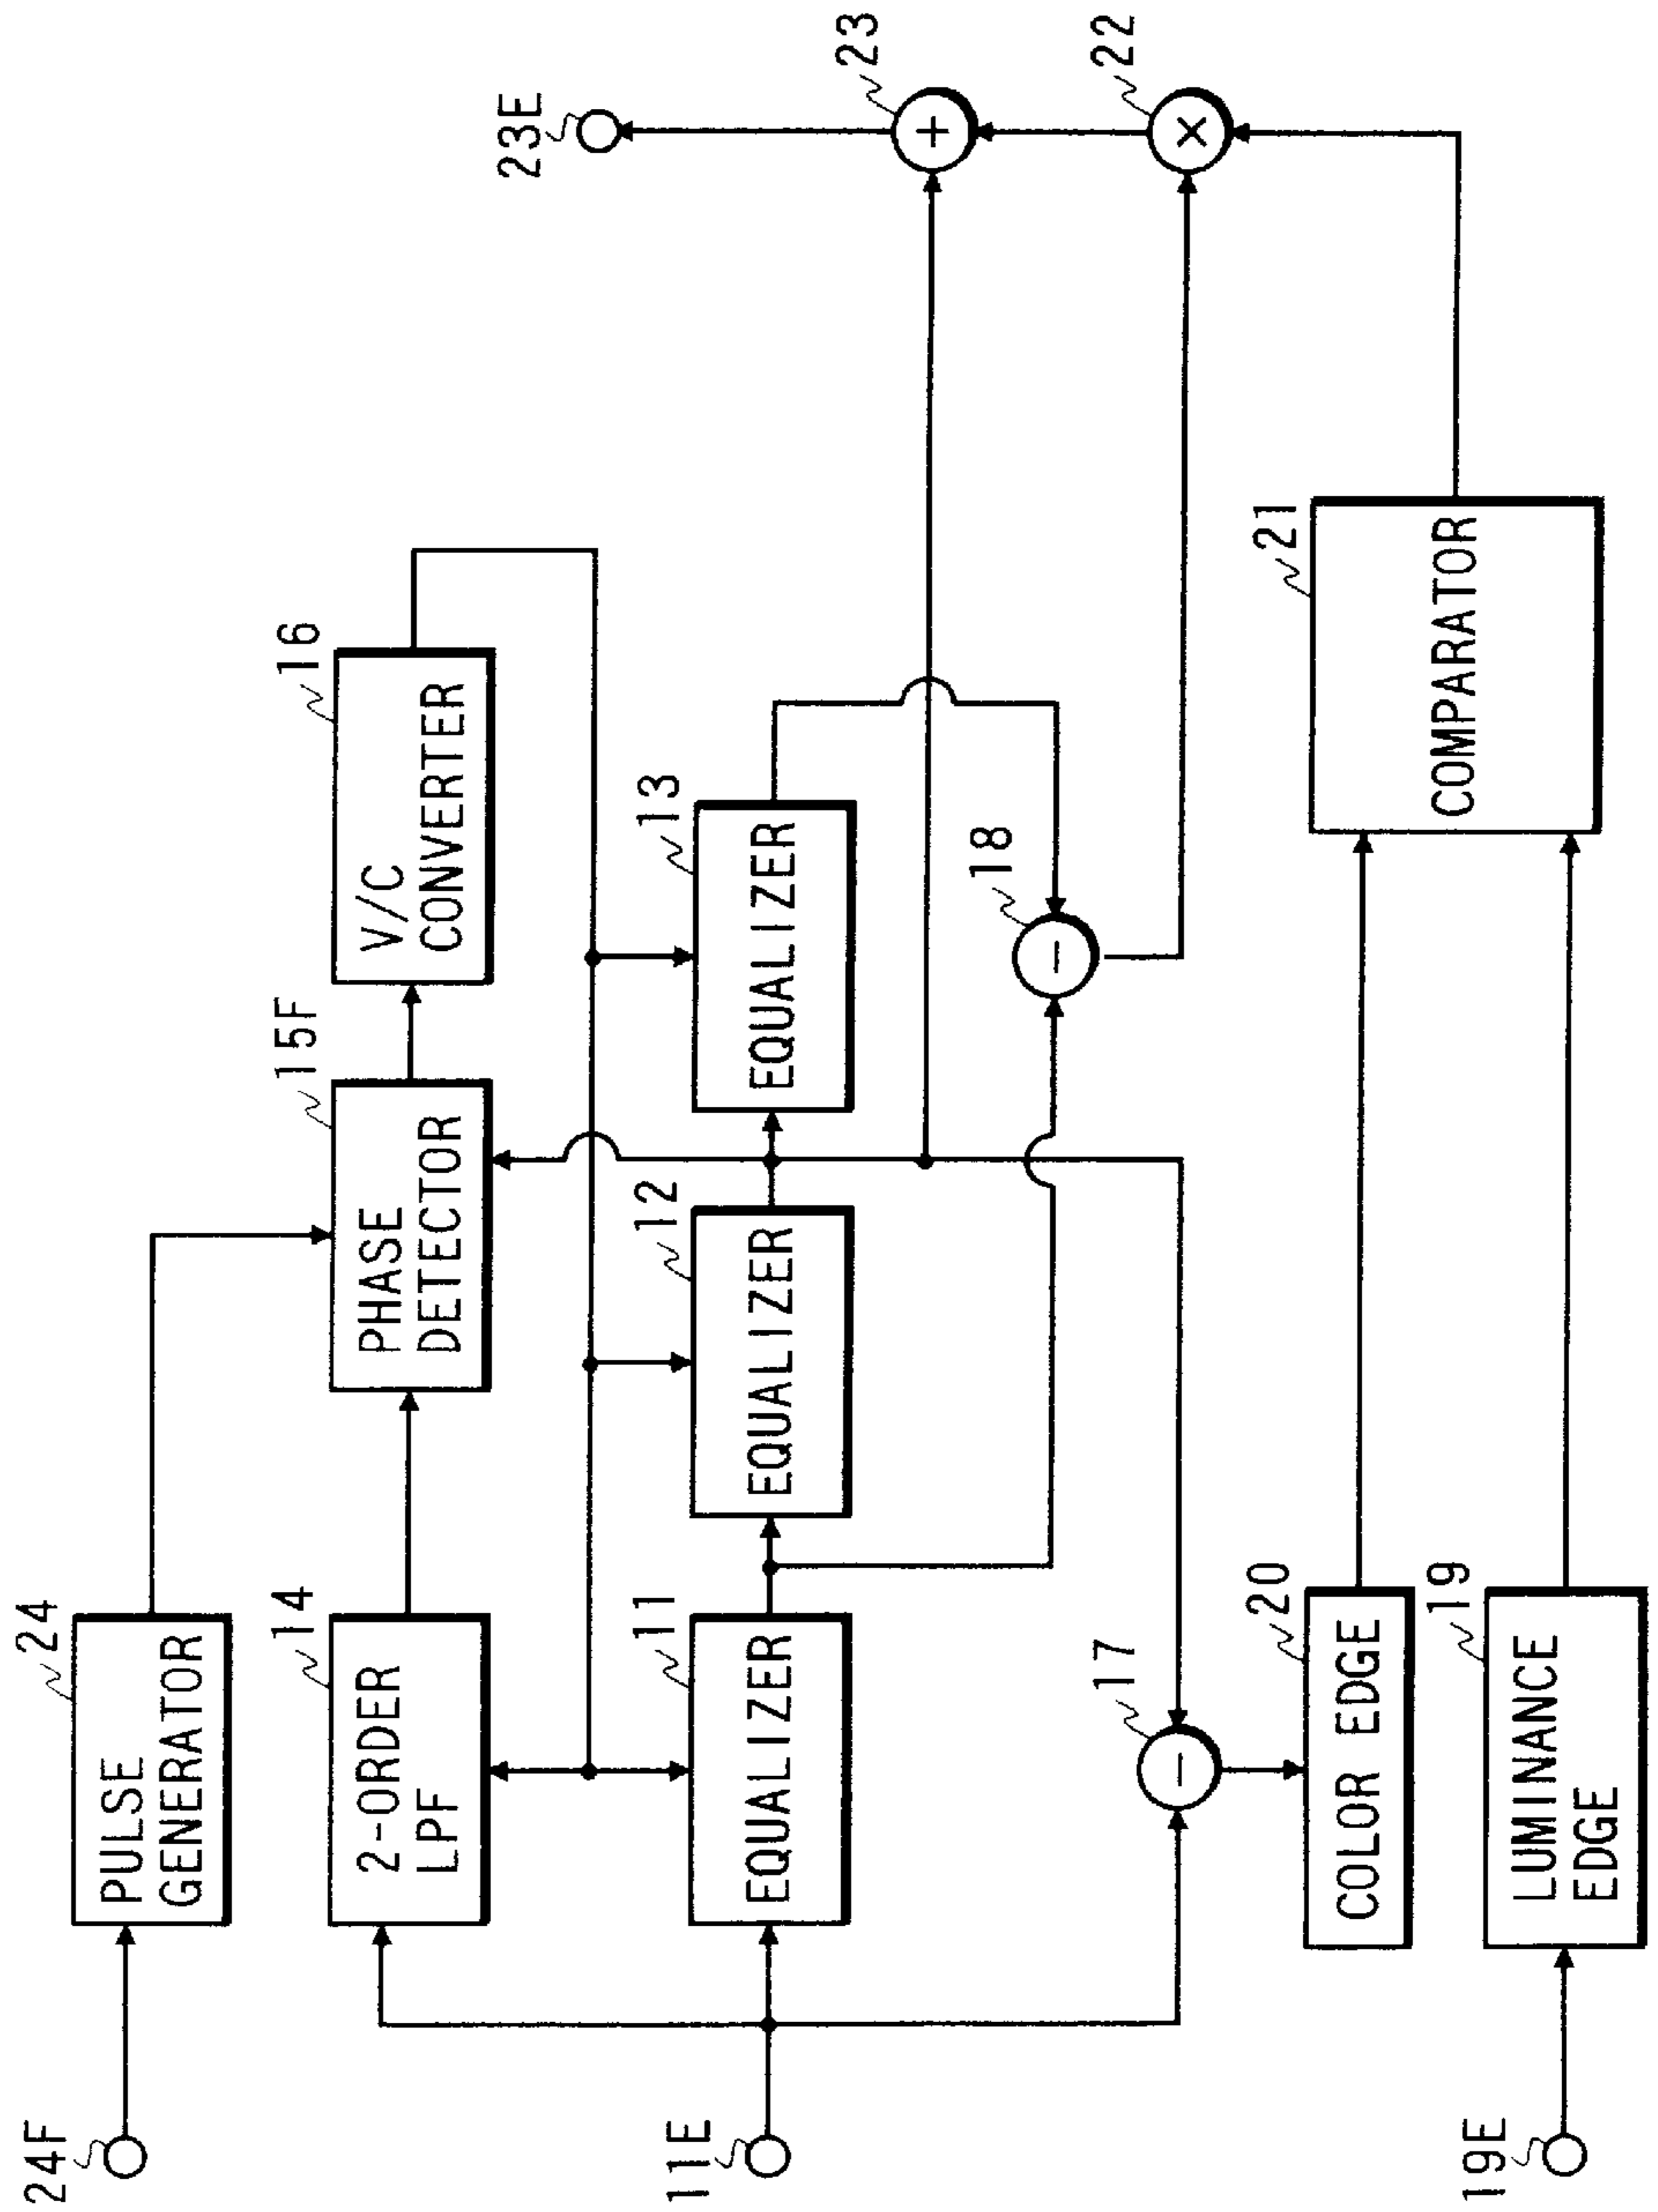 24F
24
PULSE
GENERATOR
14
2-ORDER
LPF
15F
PHASE
DETECTOR
16
V/C
CONVERTER
23E
11E
11
EQUALIZER
12
EQUALIZER
13
EQUALIZER
23
+
18
−
22
×
17
−
20
COLOR EDGE
21
COMPARATOR
19E
19
LUMINANCE
EDGE